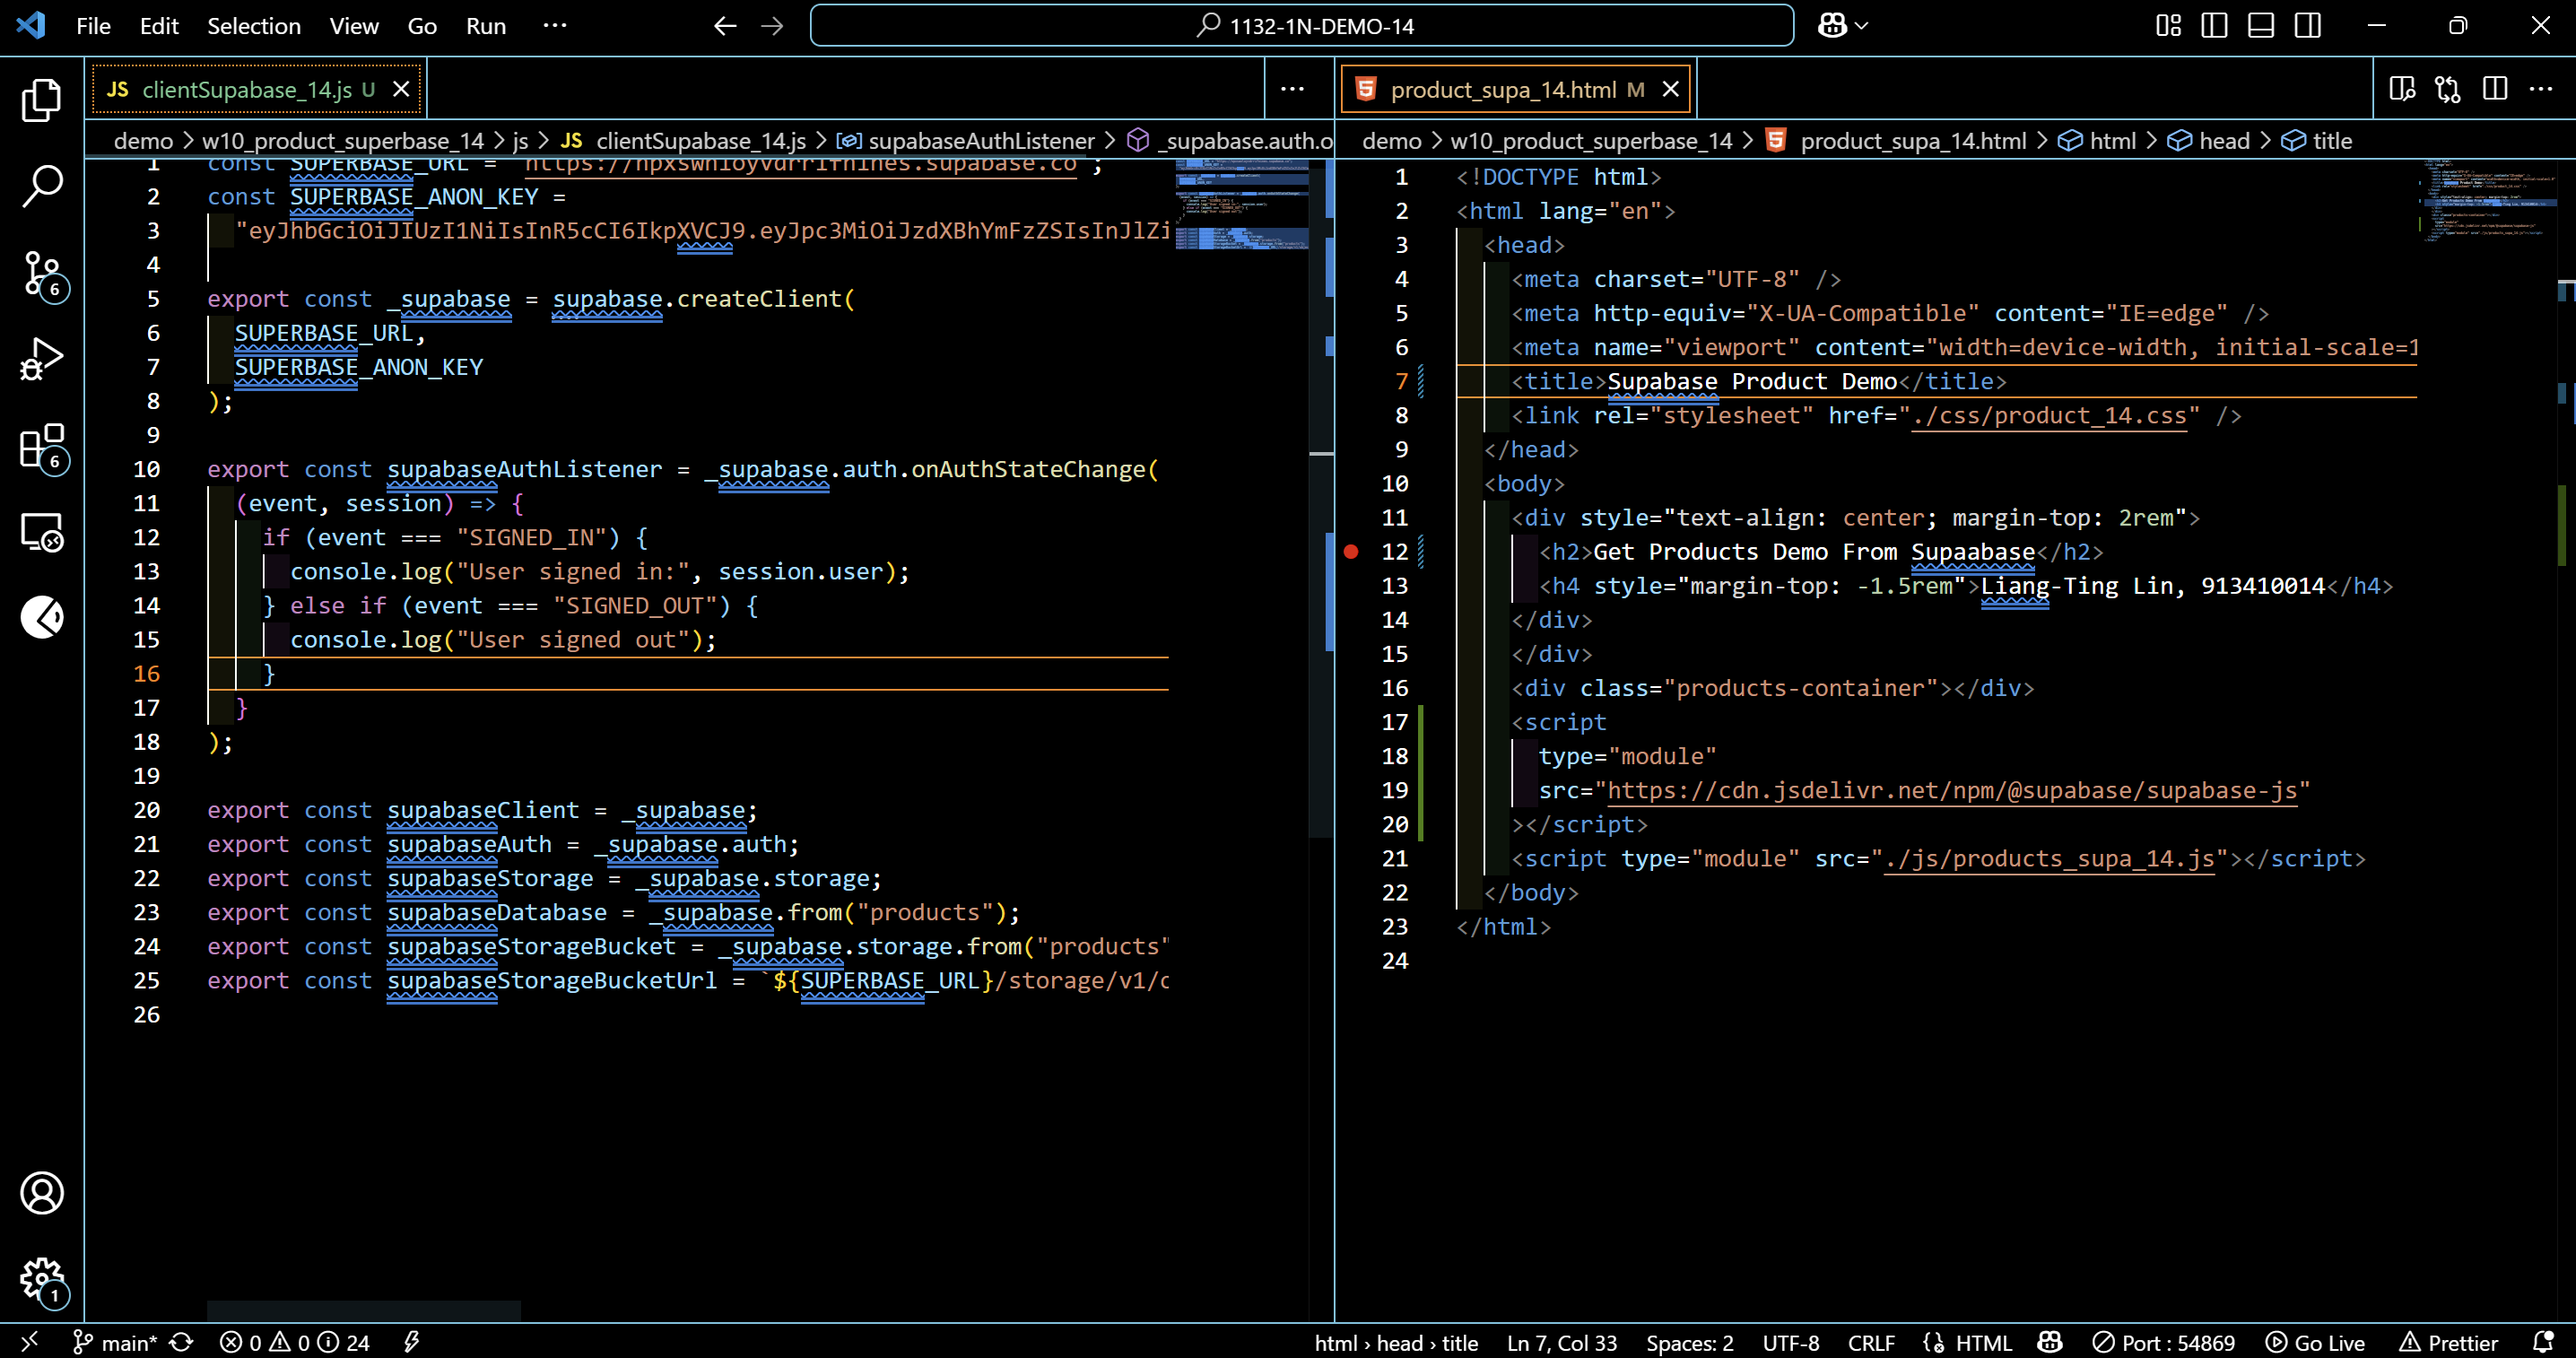 File Edit Selection View Go Run ···
1132-1N-DEMO-14
JS clientSupabase_14.js U
demo > w10_product_superbase_14 > js > JS clientSupabase_14.js > supabaseAuthListener > _supabase.auth.o
1 const SUPERBASE_URL =
2 const SUPERBASE_ANON_KEY =
3 "eyJhbGciOiJIUzI1NiIsInR5cCI6IkpXVCJ9.eyJpc3MiOiJzdXBhYmFzZSIsInJlZi
4
5 export const _supabase = supabase.createClient(
6 SUPERBASE_URL,
7 SUPERBASE_ANON_KEY
8 );
9
10 export const supabaseAuthListener = _supabase.auth.onAuthStateChange(
11 (event, session) => {
12 if (event === "SIGNED_IN") {
13 console.log("User signed in:", session.user);
14 } else if (event === "SIGNED_OUT") {
15 console.log("User signed out");
16 }
17 }
18 );
19
20 export const supabaseClient = _supabase;
21 export const supabaseAuth = _supabase.auth;
22 export const supabaseStorage = _supabase.storage;
23 export const supabaseDatabase = _supabase.from("products");
24 export const supabaseStorageBucket = _supabase.storage.from("products"
25 export const supabaseStorageBucketUrl = `${SUPERBASE_URL}/storage/v1/
26
product_supa_14.html M
demo > w10_product_superbase_14 > product_supa_14.html > html > head > title
1 <!DOCTYPE html>
2 <html lang="en">
3 <head>
4 <meta charset="UTF-8" />
5 <meta http-equiv="X-UA-Compatible" content="IE=edge" />
6 <meta name="viewport" content="width=device-width, initial-scale=1
7 <title>Supabase Product Demo</title>
8 <link rel="stylesheet" href="./css/product_14.css" />
9 </head>
10 <body>
11 <div style="text-align: center; margin-top: 2rem">
12 <h2>Get Products Demo From Supaabase</h2>
13 <h4 style="margin-top: -1.5rem">Liang-Ting Lin, 913410014</h4>
14 </div>
15 </div>
16 <div class="products-container"></div>
17 <script
18 type="module"
19 src="https://cdn.jsdelivr.net/npm/@supabase/supabase-js"
20 ></script>
21 <script type="module" src="./js/products_supa_14.js"></script>
22 </body>
23 </html>
24
6
6
1
main* 0 0 24
html › head › title Ln 7, Col 33 Spaces: 2 UTF-8 CRLF HTML Port : 54869 Go Live Prettier